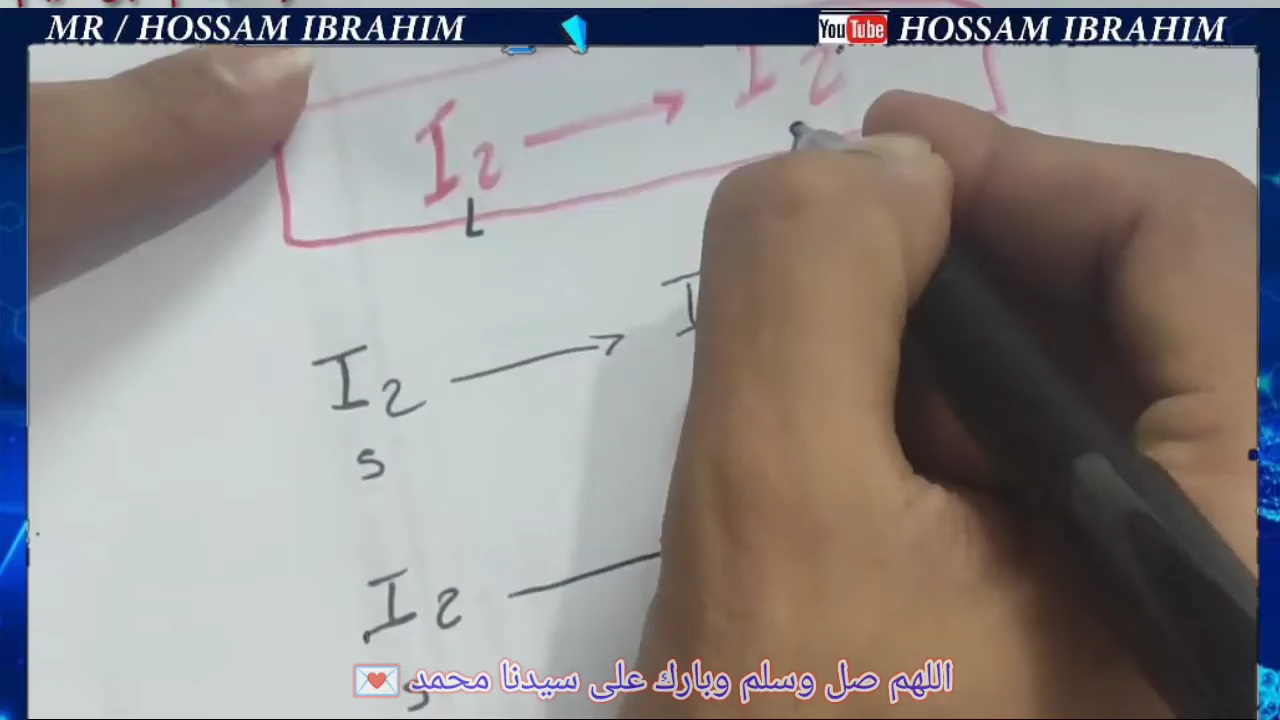 MR / HOSSAM IBRAHIM
YouTube HOSSAM IBRAHIM
I₂ → I₂
L
I₂ → I
S
I₂
S
اللهم صل وسلم وبارك على سيدنا محمد 💌